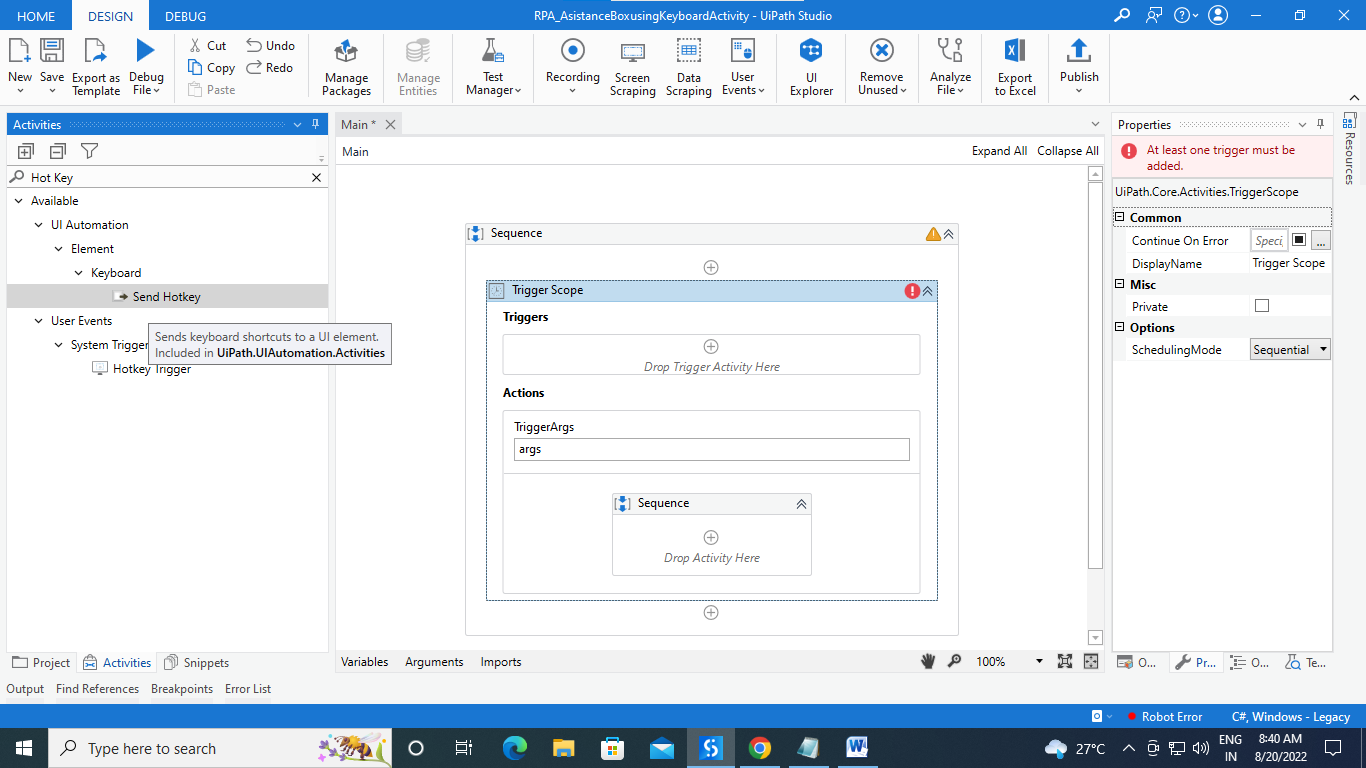 HOME DESIGN DEBUG RPA_AsistanceBoxusingKeyboardActivity - UiPath Studio
New Save Export as Template Debug File
Cut Undo
Copy Redo
Paste
Manage Packages
Manage Entities
Test Manager
Recording
Screen Scraping
Data Scraping
User Events
UI Explorer
Remove Unused
Analyze File
Export to Excel
Publish
Activities
Hot Key
Available
UI Automation
Element
Keyboard
Send Hotkey
User Events
System Trigger
Hotkey Trigger
Sends keyboard shortcuts to a UI element.
Included in UiPath.UIAutomation.Activities
Project Activities Snippets
Main *
Main Expand All Collapse All
Sequence
Trigger Scope
Triggers
Drop Trigger Activity Here
Actions
TriggerArgs
args
Sequence
Drop Activity Here
Variables Arguments Imports 100%
Properties
At least one trigger must be
added.
UiPath.Core.Activities.TriggerScope
Common
Continue On Error Speci. ...
DisplayName Trigger Scope
Misc
Private
Options
SchedulingMode Sequential
O... Pr... O... Te...
Resources
Output Find References Breakpoints Error List
Robot Error C#, Windows - Legacy
Type here to search
27°C
ENG
IN
8:40 AM
8/20/2022